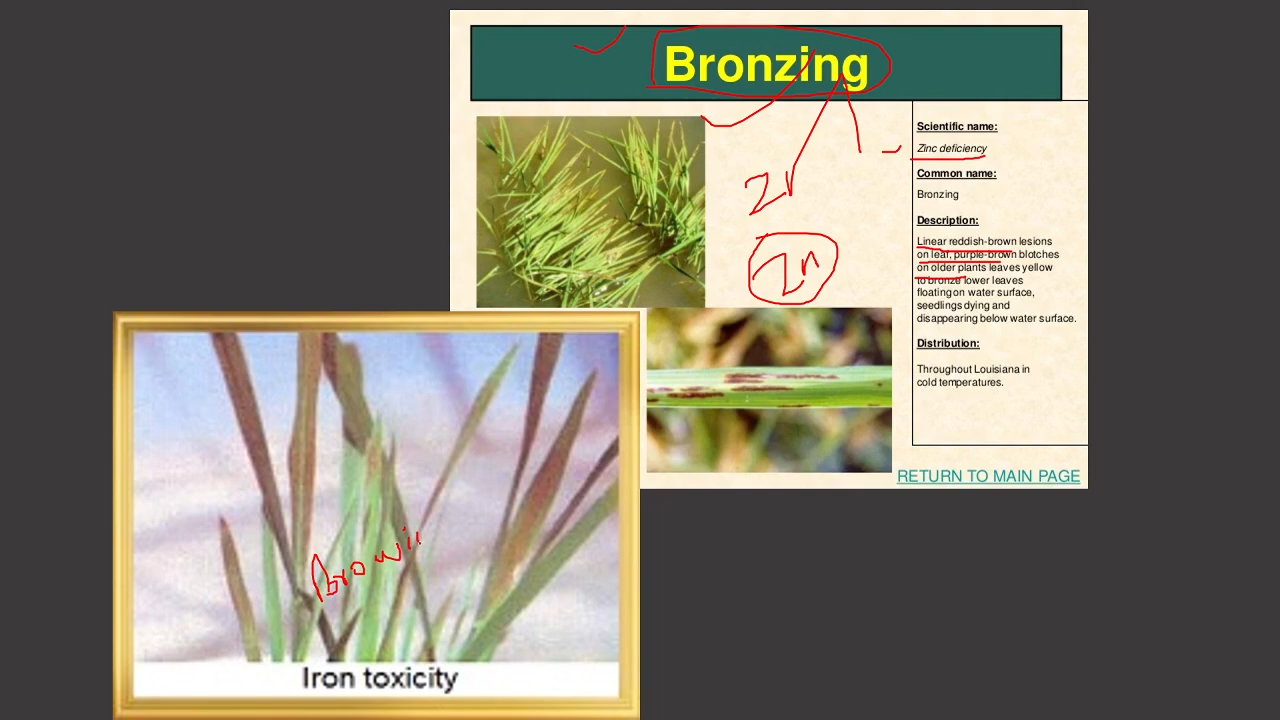 Bronzing
Scientific name:
Zinc deficiency
Common name:
Bronzing
Description:
Linear reddish-brown lesions
on leaf, purple-brown blotches
on older plants leaves yellow
to bronze lower leaves
floating on water surface,
seedlings dying and
disappearing below water surface.
Distribution:
Throughout Louisiana in
cold temperatures.
RETURN TO MAIN PAGE
Zn
Iron toxicity